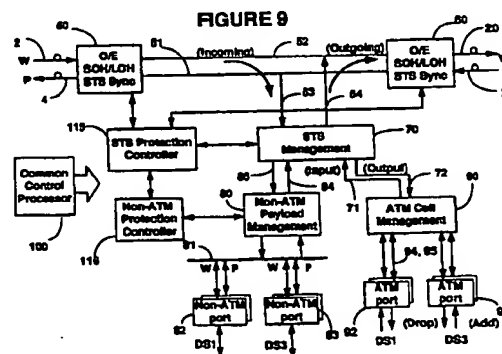 FIGURE 9
60
50
2
W
P
4
O/E
SOH/LOH
STS Sync
51
(Incoming)
52
(Outgoing)
O/E
SOH/LOH
STS Sync
20
53
54
115
STS Protection
Controller
STS
Management
70
Common
Control
Processor
100
Non-ATM
Protection
Controller
116
85
84
80
Non-ATM
Payload
Management
(Input)
(Output)
71
72
90
ATM Cell
Management
81
W
P
W
P
94, 95
Non-ATM
port
82
Non-ATM
port
83
ATM
port
92
ATM
port
DS1
DS3
DS1
(Drop)
DS3
(Add)